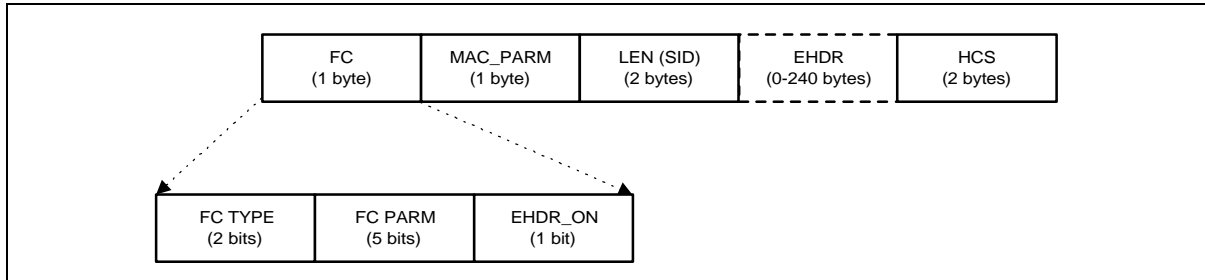 FC
(1 byte)
MAC_PARM
(1 byte)
LEN (SID)
(2 bytes)
EHDR
(0-240 bytes)
HCS
(2 bytes)
FC TYPE
(2 bits)
FC PARM
(5 bits)
EHDR_ON
(1 bit)